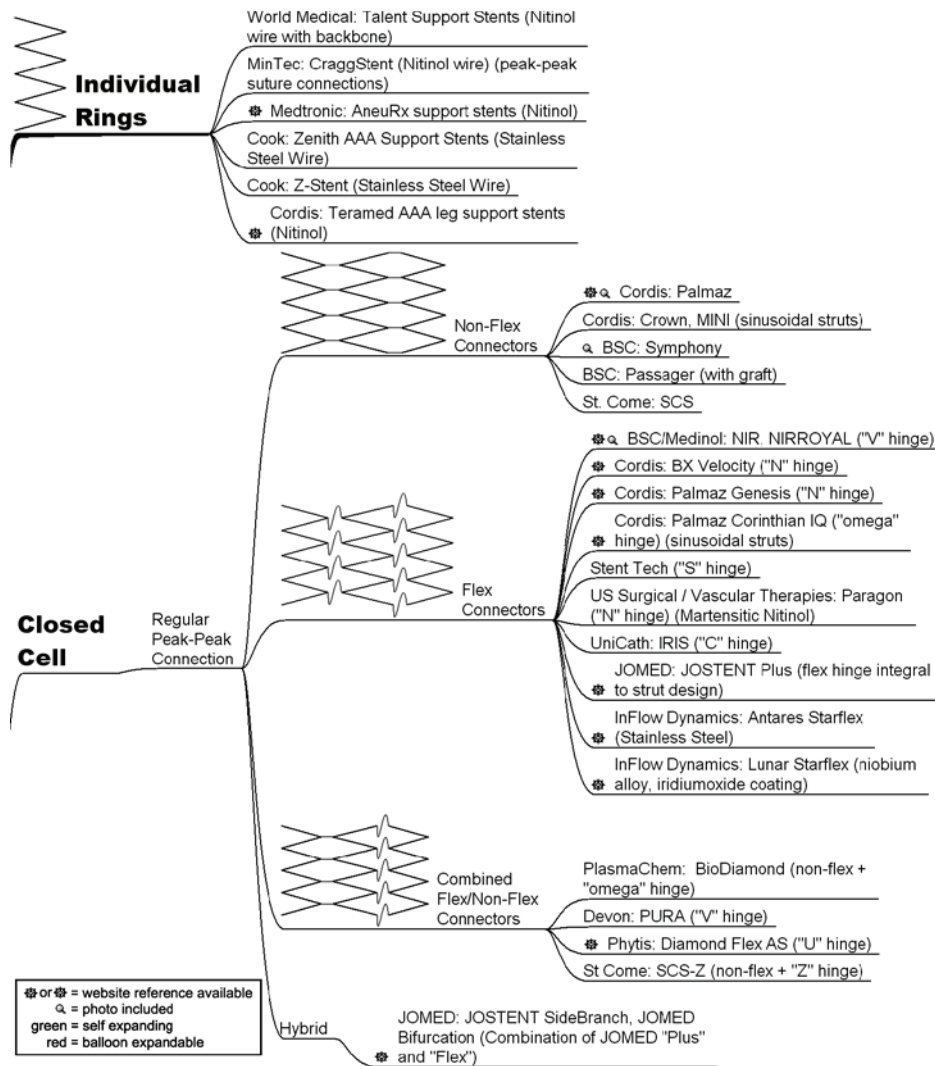 World Medical: Talent Support Stents (Nitinol
wire with backbone)
MinTec: CraggStent (Nitinol wire) (peak-peak
suture connections)
Individual
Rings
Medtronic: AneuRx support stents (Nitinol)
Cook: Zenith AAA Support Stents (Stainless
Steel Wire)
Cook: Z-Stent (Stainless Steel Wire)
Cordis: Teramed AAA leg support stents
(Nitinol)
Non-Flex
Connectors
Cordis: Palmaz
Cordis: Crown, MINI (sinusoidal struts)
BSC: Symphony
BSC: Passager (with graft)
St. Come: SCS
BSC/Medinol: NIR. NIRROYAL ("V" hinge)
Cordis: BX Velocity ("N" hinge)
Cordis: Palmaz Genesis ("N" hinge)
Cordis: Palmaz Corinthian IQ ("omega"
hinge) (sinusoidal struts)
Stent Tech ("S" hinge)
Flex
Connectors
US Surgical / Vascular Therapies: Paragon
("N" hinge) (Martensitic Nitinol)
UniCath: IRIS ("C" hinge)
JOMED: JOSTENT Plus (flex hinge integral
to strut design)
InFlow Dynamics: Antares Starflex
(Stainless Steel)
InFlow Dynamics: Lunar Starflex (niobium
alloy, iridiumoxide coating)
Closed
Cell
Regular
Peak-Peak
Connection
Combined
Flex/Non-Flex
Connectors
PlasmaChem: BioDiamond (non-flex +
"omega" hinge)
Devon: PURA ("V" hinge)
Phytis: Diamond Flex AS ("U" hinge)
St Come: SCS-Z (non-flex + "Z" hinge)
Hybrid
JOMED: JOSTENT SideBranch, JOMED
Bifurcation (Combination of JOMED "Plus"
and "Flex")
or = website reference available
= photo included
green = self expanding
red = balloon expandable